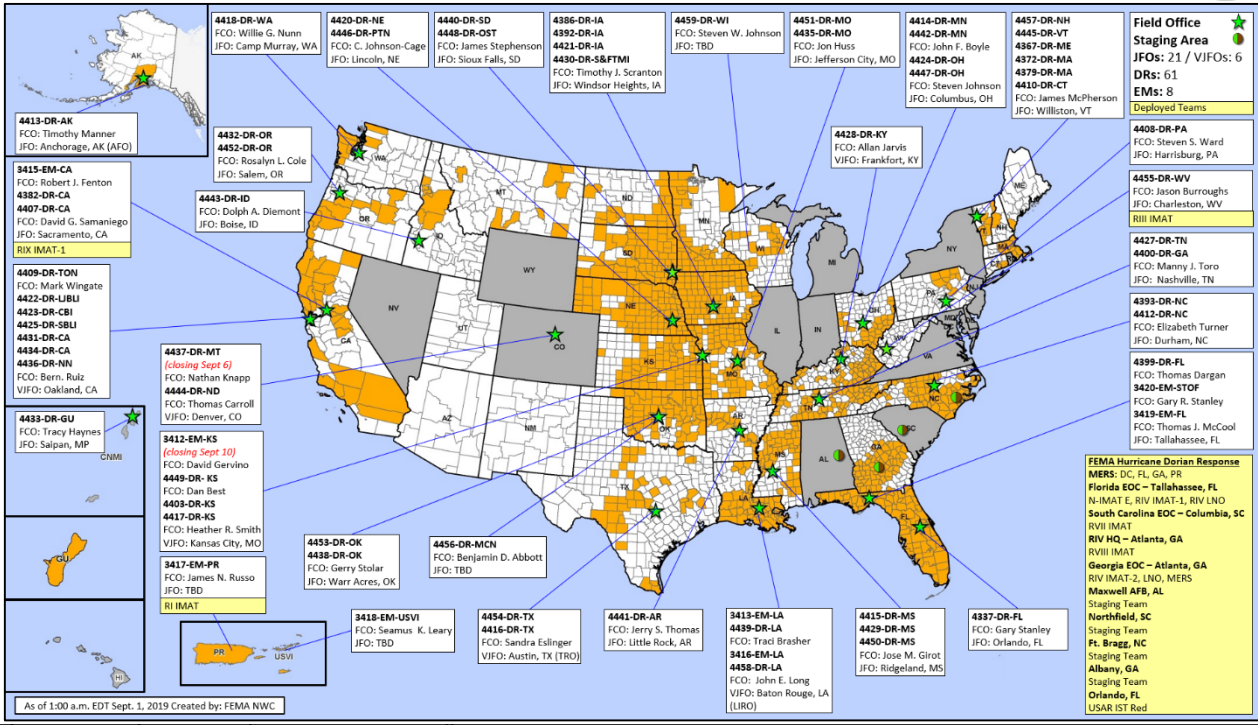 4418-DR-WA
FCO: Willie G. Nunn
JFO: Camp Murray, WA
4420-DR-NE
4446-DR-PTN
FCO: C. Johnson-Cage
JFO: Lincoln, NE
4440-DR-SD
4448-DR-OST
FCO: James Stephenson
JFO: Sioux Falls, SD
4386-DR-IA
4392-DR-IA
4421-DR-IA
4430-DR-S&FTMI
FCO: Timothy J. Scranton
JFO: Windsor Heights, IA
4459-DR-WI
FCO: Steven W. Johnson
JFO: TBD
4451-DR-MO
4435-DR-MO
FCO: Jon Huss
JFO: Jefferson City, MO
4414-DR-MN
4442-DR-MN
FCO: John F. Boyle
4424-DR-OH
4447-DR-OH
FCO: Steven Johnson
JFO: Columbus, OH
4457-DR-NH
4445-DR-VT
4367-DR-ME
4372-DR-MA
4379-DR-MA
4410-DR-CT
FCO: James McPherson
JFO: Williston, VT
Field Office
Staging Area
JFOs: 21 / VJFOs: 6
DRs: 61
EMs: 8
Deployed Teams
AK
4413-DR-AK
FCO: Timothy Manner
JFO: Anchorage, AK (AFO)
4432-DR-OR
4452-DR-OR
FCO: Rosalyn L. Cole
JFO: Salem, OR
4428-DR-KY
FCO: Allan Jarvis
VJFO: Frankfort, KY
4408-DR-PA
FCO: Steven S. Ward
JFO: Harrisburg, PA
3415-EM-CA
FCO: Robert J. Fenton
4382-DR-CA
4407-DR-CA
FCO: David G. Samaniego
JFO: Sacramento, CA
RIX IMAT-1
4443-DR-ID
FCO: Dolph A. Diemont
JFO: Boise, ID
4455-DR-WV
FCO: Jason Burroughs
JFO: Charleston, WV
RIII IMAT
4427-DR-TN
4400-DR-GA
FCO: Manny J. Toro
JFO: Nashville, TN
4409-DR-TON
FCO: Mark Wingate
4422-DR-LJBLI
4423-DR-CBI
4425-DR-SBLI
4431-DR-CA
4434-DR-CA
4436-DR-NN
FCO: Bern. Ruiz
VJFO: Oakland, CA
4393-DR-NC
4412-DR-NC
FCO: Elizabeth Turner
JFO: Durham, NC
4437-DR-MT
(closing Sept 6)
FCO: Nathan Knapp
4444-DR-ND
FCO: Thomas Carroll
VJFO: Denver, CO
4399-DR-FL
FCO: Thomas Dargan
3420-EM-STOF
FCO: Gary R. Stanley
3419-EM-FL
FCO: Thomas J. McCool
JFO: Tallahassee, FL
4433-DR-GU
FCO: Tracy Haynes
JFO: Saipan, MP
CNMI
3412-EM-KS
(closing Sept 10)
FCO: David Gervino
4449-DR- KS
FCO: Dan Best
4403-DR-KS
4417-DR-KS
FCO: Heather R. Smith
VJFO: Kansas City, MO
WA
MT
ND
MN
ME
OR
ID
SD
WI
VT
NH
NY
MA
CT
WY
MI
NE
IA
PA
NJ
NV
UT
CO
IL
IN
OH
MD
WV
VA
CA
KS
MO
KY
NC
TN
AZ
NM
OK
AR
SC
MS
AL
GA
TX
LA
FL
GU
HI
PR
USVI
4453-DR-OK
4438-DR-OK
FCO: Gerry Stolar
JFO: Warr Acres, OK
4456-DR-MCN
FCO: Benjamin D. Abbott
JFO: TBD
3417-EM-PR
FCO: James N. Russo
JFO: TBD
RI IMAT
3418-EM-USVI
FCO: Seamus K. Leary
JFO: TBD
4454-DR-TX
4416-DR-TX
FCO: Sandra Eslinger
VJFO: Austin, TX (TRO)
4441-DR-AR
FCO: Jerry S. Thomas
JFO: Little Rock, AR
3413-EM-LA
4439-DR-LA
FCO: Traci Brasher
3416-EM-LA
4458-DR-LA
FCO: John E. Long
VJFO: Baton Rouge, LA
(LIRO)
4415-DR-MS
4429-DR-MS
4450-DR-MS
FCO: Jose M. Girot
JFO: Ridgeland, MS
4337-DR-FL
FCO: Gary Stanley
JFO: Orlando, FL
FEMA Hurricane Dorian Response
MERS: DC, FL, GA, PR
Florida EOC – Tallahassee, FL
N-IMAT E, RIV IMAT-1, RIV LNO
South Carolina EOC – Columbia, SC
RVII IMAT
RIV HQ – Atlanta, GA
RVIII IMAT
Georgia EOC – Atlanta, GA
RIV IMAT-2, LNO, MERS
Maxwell AFB, AL
Staging Team
Northfield, SC
Staging Team
Ft. Bragg, NC
Staging Team
Albany, GA
Staging Team
Orlando, FL
USAR IST Red
As of 1:00 a.m. EDT Sept. 1, 2019 Created by: FEMA NWC